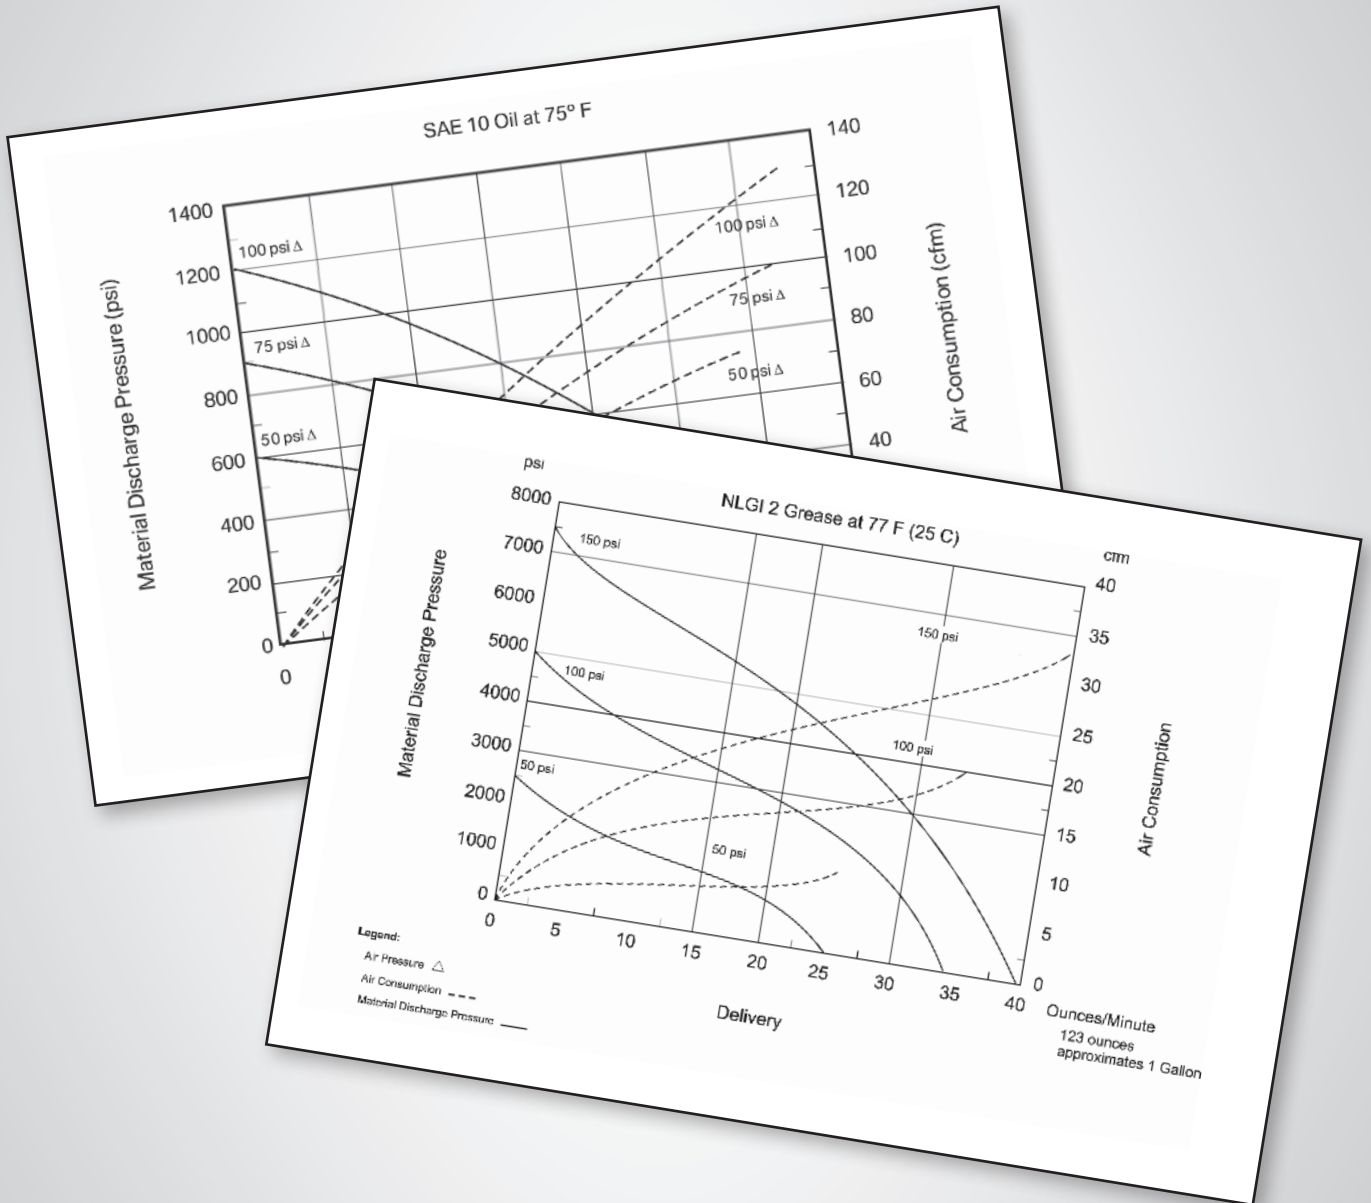 SAE 10 Oil at 75º F
Material Discharge Pressure (psi)
1400
1200
1000
800
600
400
200
0
0
100 psi Δ
75 psi Δ
50 psi Δ
100 psi Δ
75 psi Δ
50 psi Δ
140
120
100
80
60
40
Air Consumption (cfm)
NLGI 2 Grease at 77 F (25 C)
psi
Material Discharge Pressure
8000
7000
6000
5000
4000
3000
2000
1000
0
150 psi
100 psi
50 psi
150 psi
100 psi
50 psi
cfm
40
35
30
25
20
15
10
5
0
Air Consumption
0
5
10
15
20
25
30
35
40
Ounces/Minute
123 ounces
approximates 1 Gallon
Delivery
Legend:
Air Pressure △
Air Consumption ---
Material Discharge Pressure —